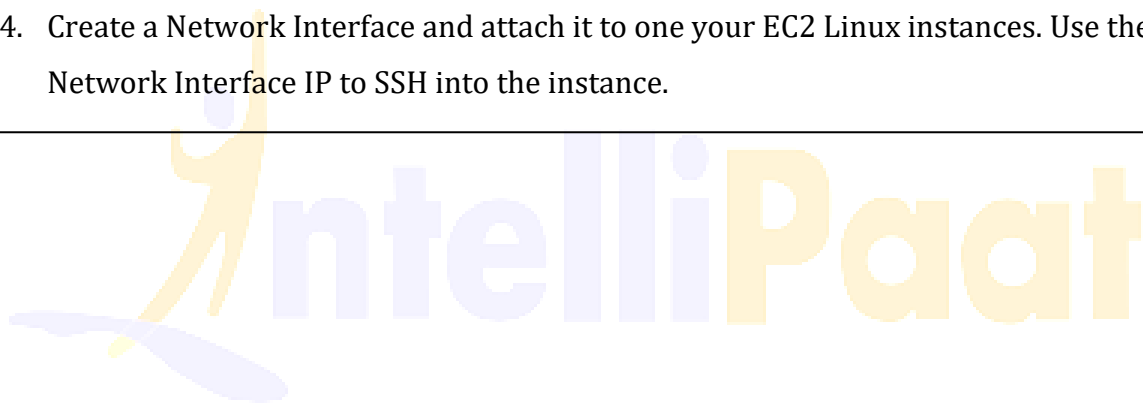 4. Create a Network Interface and attach it to one your EC2 Linux instances. Use the
Network Interface IP to SSH into the instance.
IntelliPaat